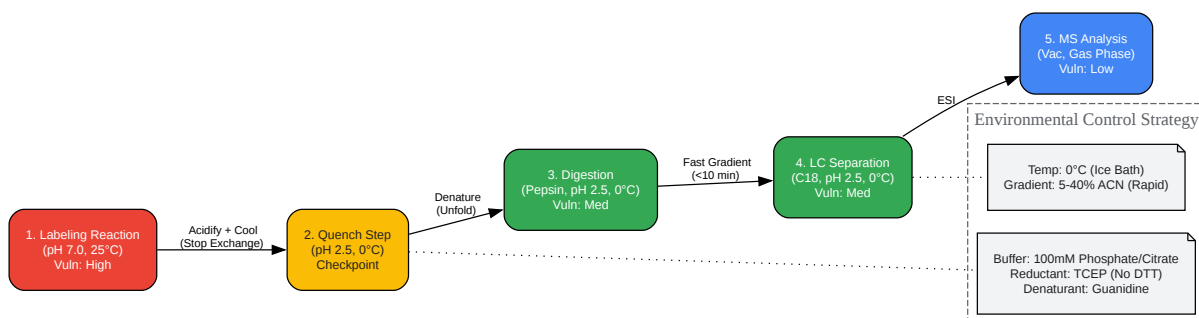 1. Labeling Reaction
(pH 7.0, 25°C)
Vuln: High
Acidify + Cool
(Stop Exchange)
2. Quench Step
(pH 2.5, 0°C)
Checkpoint
Denature
(Unfold)
3. Digestion
(Pepsin, pH 2.5, 0°C)
Vuln: Med
Fast Gradient
(<10 min)
4. LC Separation
(C18, pH 2.5, 0°C)
Vuln: Med
ESI
5. MS Analysis
(Vac, Gas Phase)
Vuln: Low
Environmental Control Strategy
Temp: 0°C (Ice Bath)
Gradient: 5-40% ACN (Rapid)
Buffer: 100mM Phosphate/Citrate
Reductant: TCEP (No DTT)
Denaturant: Guanidine